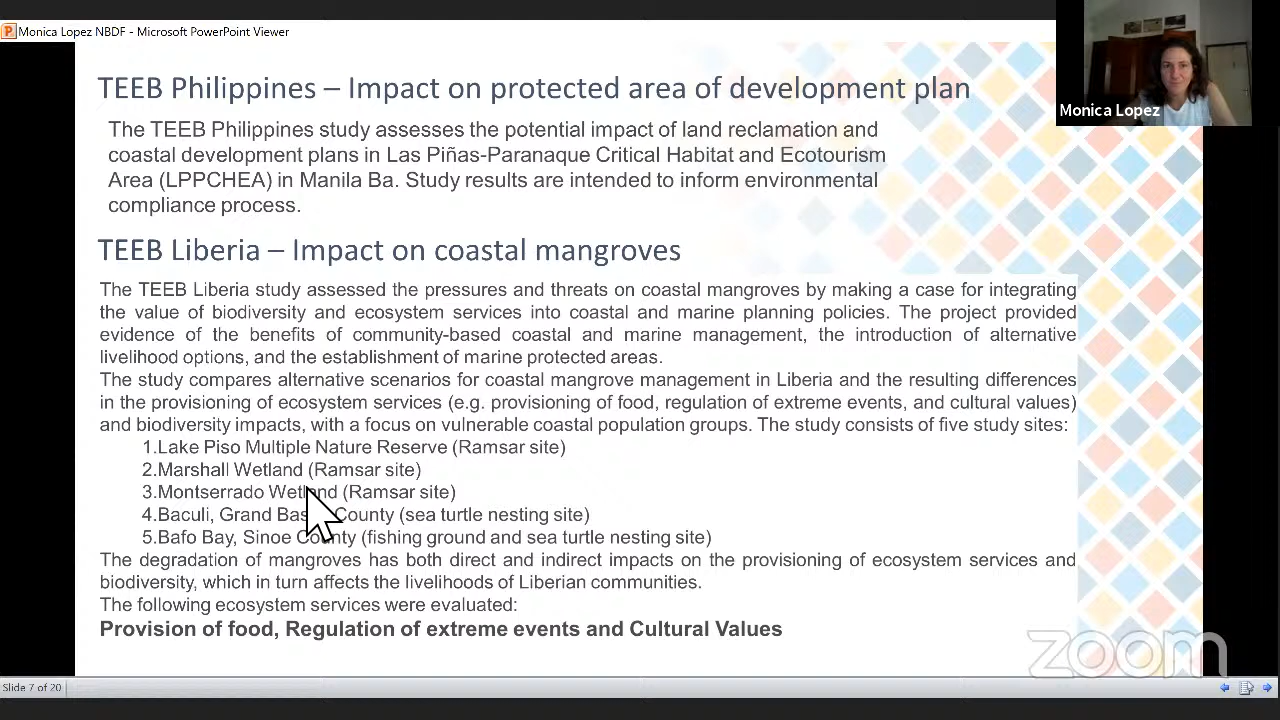 Monica Lopez NBDF - Microsoft PowerPoint Viewer
Monica Lopez
TEEB Philippines – Impact on protected area of development plan
The TEEB Philippines study assesses the potential impact of land reclamation and
coastal development plans in Las Piñas-Paranaque Critical Habitat and Ecotourism
Area (LPPCHEA) in Manila Ba. Study results are intended to inform environmental
compliance process.
TEEB Liberia – Impact on coastal mangroves
The TEEB Liberia study assessed the pressures and threats on coastal mangroves by making a case for integrating
the value of biodiversity and ecosystem services into coastal and marine planning policies. The project provided
evidence of the benefits of community-based coastal and marine management, the introduction of alternative
livelihood options, and the establishment of marine protected areas.
The study compares alternative scenarios for coastal mangrove management in Liberia and the resulting differences
in the provisioning of ecosystem services (e.g. provisioning of food, regulation of extreme events, and cultural values)
and biodiversity impacts, with a focus on vulnerable coastal population groups. The study consists of five study sites:
1.Lake Piso Multiple Nature Reserve (Ramsar site)
2.Marshall Wetland (Ramsar site)
3.Montserrado Wetland (Ramsar site)
4.Baculi, Grand County (sea turtle nesting site)
5.Bafo Bay, Sinoe County (fishing ground and sea turtle nesting site)
The degradation of mangroves has both direct and indirect impacts on the provisioning of ecosystem services and
biodiversity, which in turn affects the livelihoods of Liberian communities.
The following ecosystem services were evaluated:
Provision of food, Regulation of extreme events and Cultural Values
zoom
Slide 7 of 20